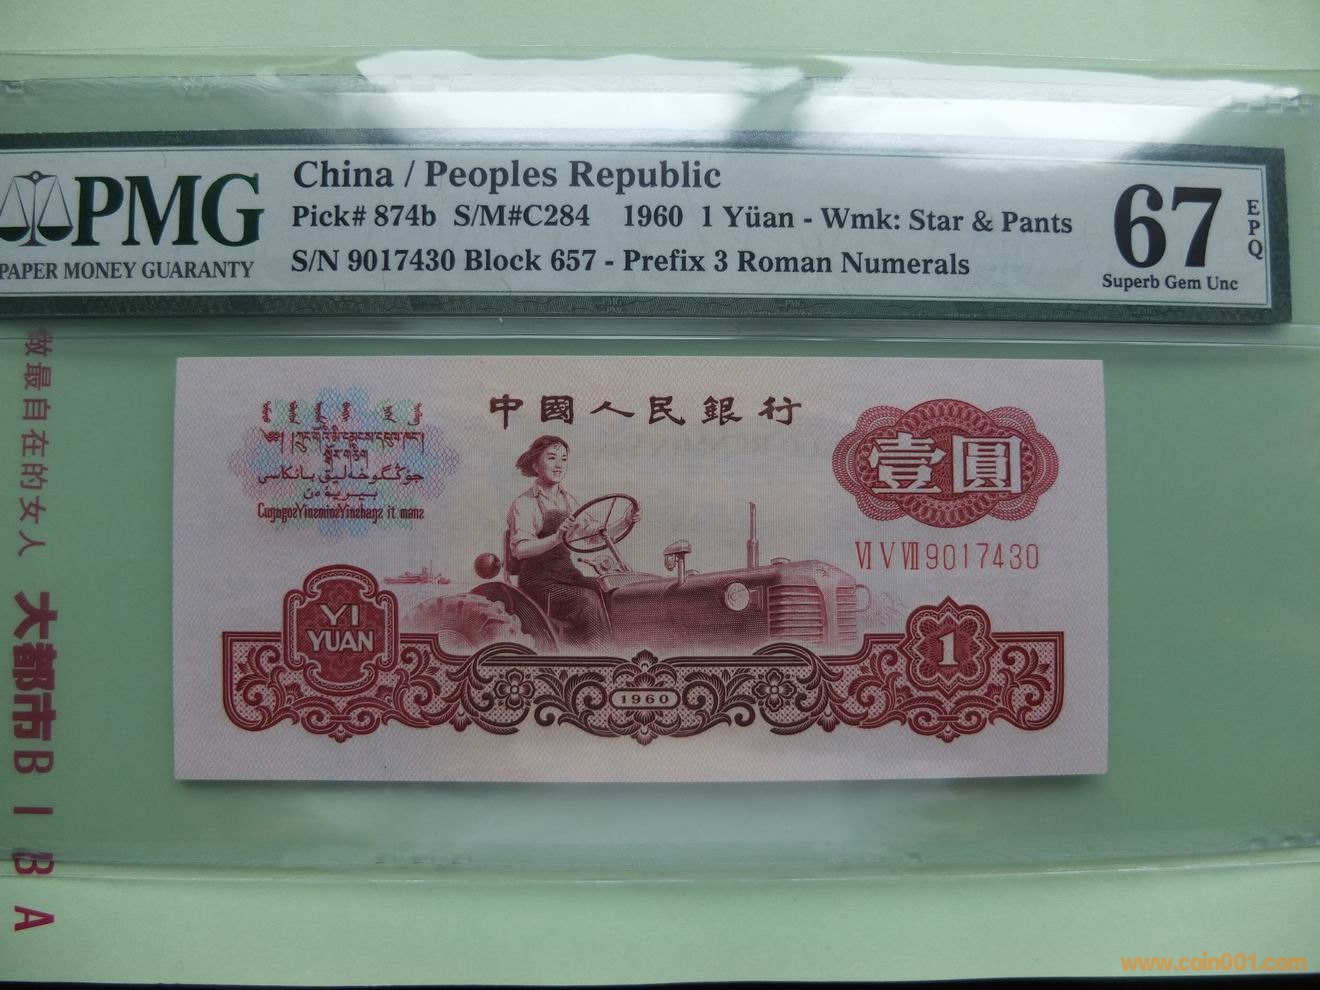 China / Peoples Republic
PMG
Pick# 874b S/M#C284 1960 1 Yüan - Wmk: Star & Pants
PAPER MONEY GUARANTY
S/N 9017430 Block 657 - Prefix 3 Roman Numerals
67
EPQ
Superb Gem Unc
做最自在的女人 大都市BIBA
中國人民銀行
壹圓
VI V VII 9017430
YI
YUAN
1960
1
www.coin001.com